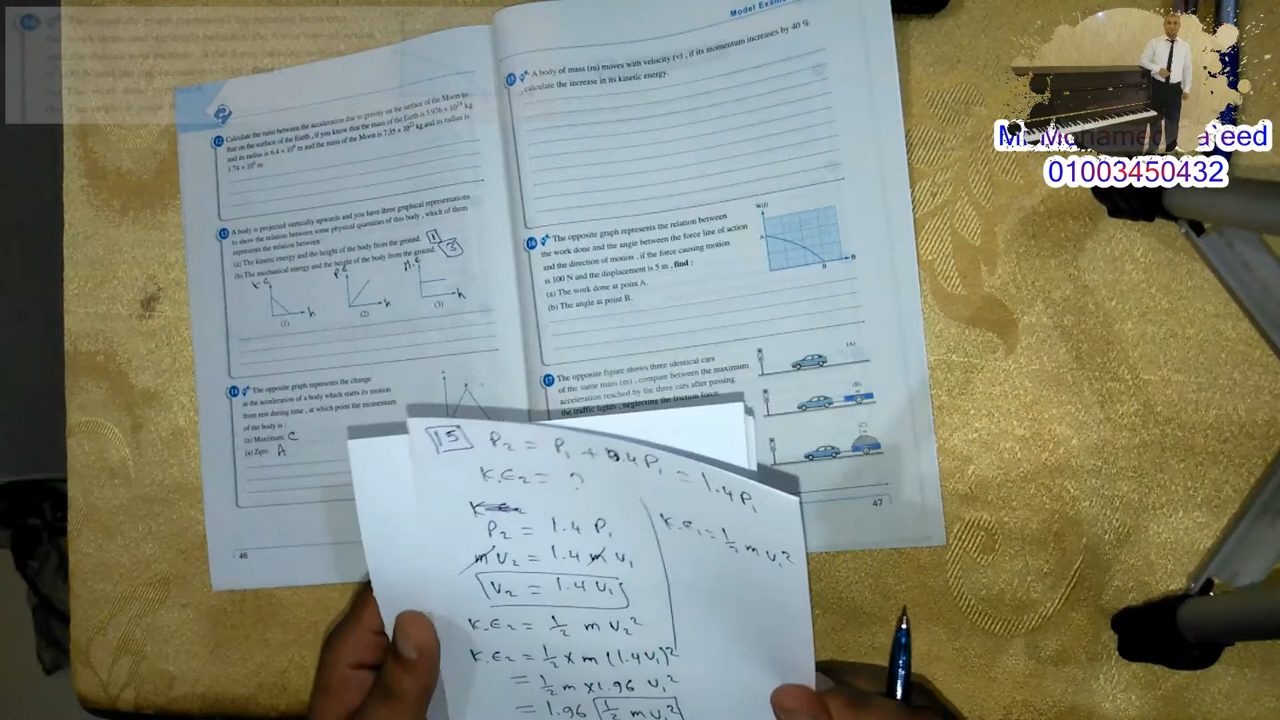 Model Exam
12 Calculate the ratio between the acceleration due to gravity on the surface of the Moon to
that on the surface of the Earth , if you know that the mass of the Earth is 5.976 × 10²⁴ kg
and its radius is 6.4 × 10⁶ m and the mass of the Moon is 7.35 × 10²² kg and its radius is
1.74 × 10⁶ m.
13 A body is projected vertically upwards and you have three graphical representations
to show the relation between some physical quantities of this body , which of them
represents the relation between :
(a) The kinetic energy and the height of the body from the ground. 1
(b) The mechanical energy and the height of the body from the ground. 3
K.E
h
(1)
P.E
h
(2)
M.E
h
(3)
14 The opposite graph represents the change
in the acceleration of a body which starts its motion
from rest during time , at which point the momentum
of the body is :
(a) Maximum. C
(a) Zero. A
46
15 A body of mass (m) moves with velocity (v) , if its momentum increases by 40 %
, calculate the increase in its kinetic energy.
16 The opposite graph represents the relation between
the work done and the angle between the force line of action
and the direction of motion , if the force causing motion
is 100 N and the displacement is 5 m , find :
(a) The work done at point A.
(b) The angle at point B.
W(J)
A
B
θ
17 The opposite figure shows three identical cars
of the same mass (m) , compare between the maximum
acceleration reached by the three cars after passing
the traffic lights , neglecting the friction force
(A)
(B)
(C)
47
15 P₂ = P₁ + 0.4P₁ = 1.4P₁
K.E₂ = ?
P₂ = 1.4 P₁
m v₂ = 1.4 m v₁
v₂ = 1.4 v₁
K.E₂ = ½ m v₂²
K.E₂ = ½ × m (1.4v₁)²
= ½ m × 1.96 v₁²
= 1.96 ½ m v₁²
K.E₁ = ½ m v₁²
01003450432